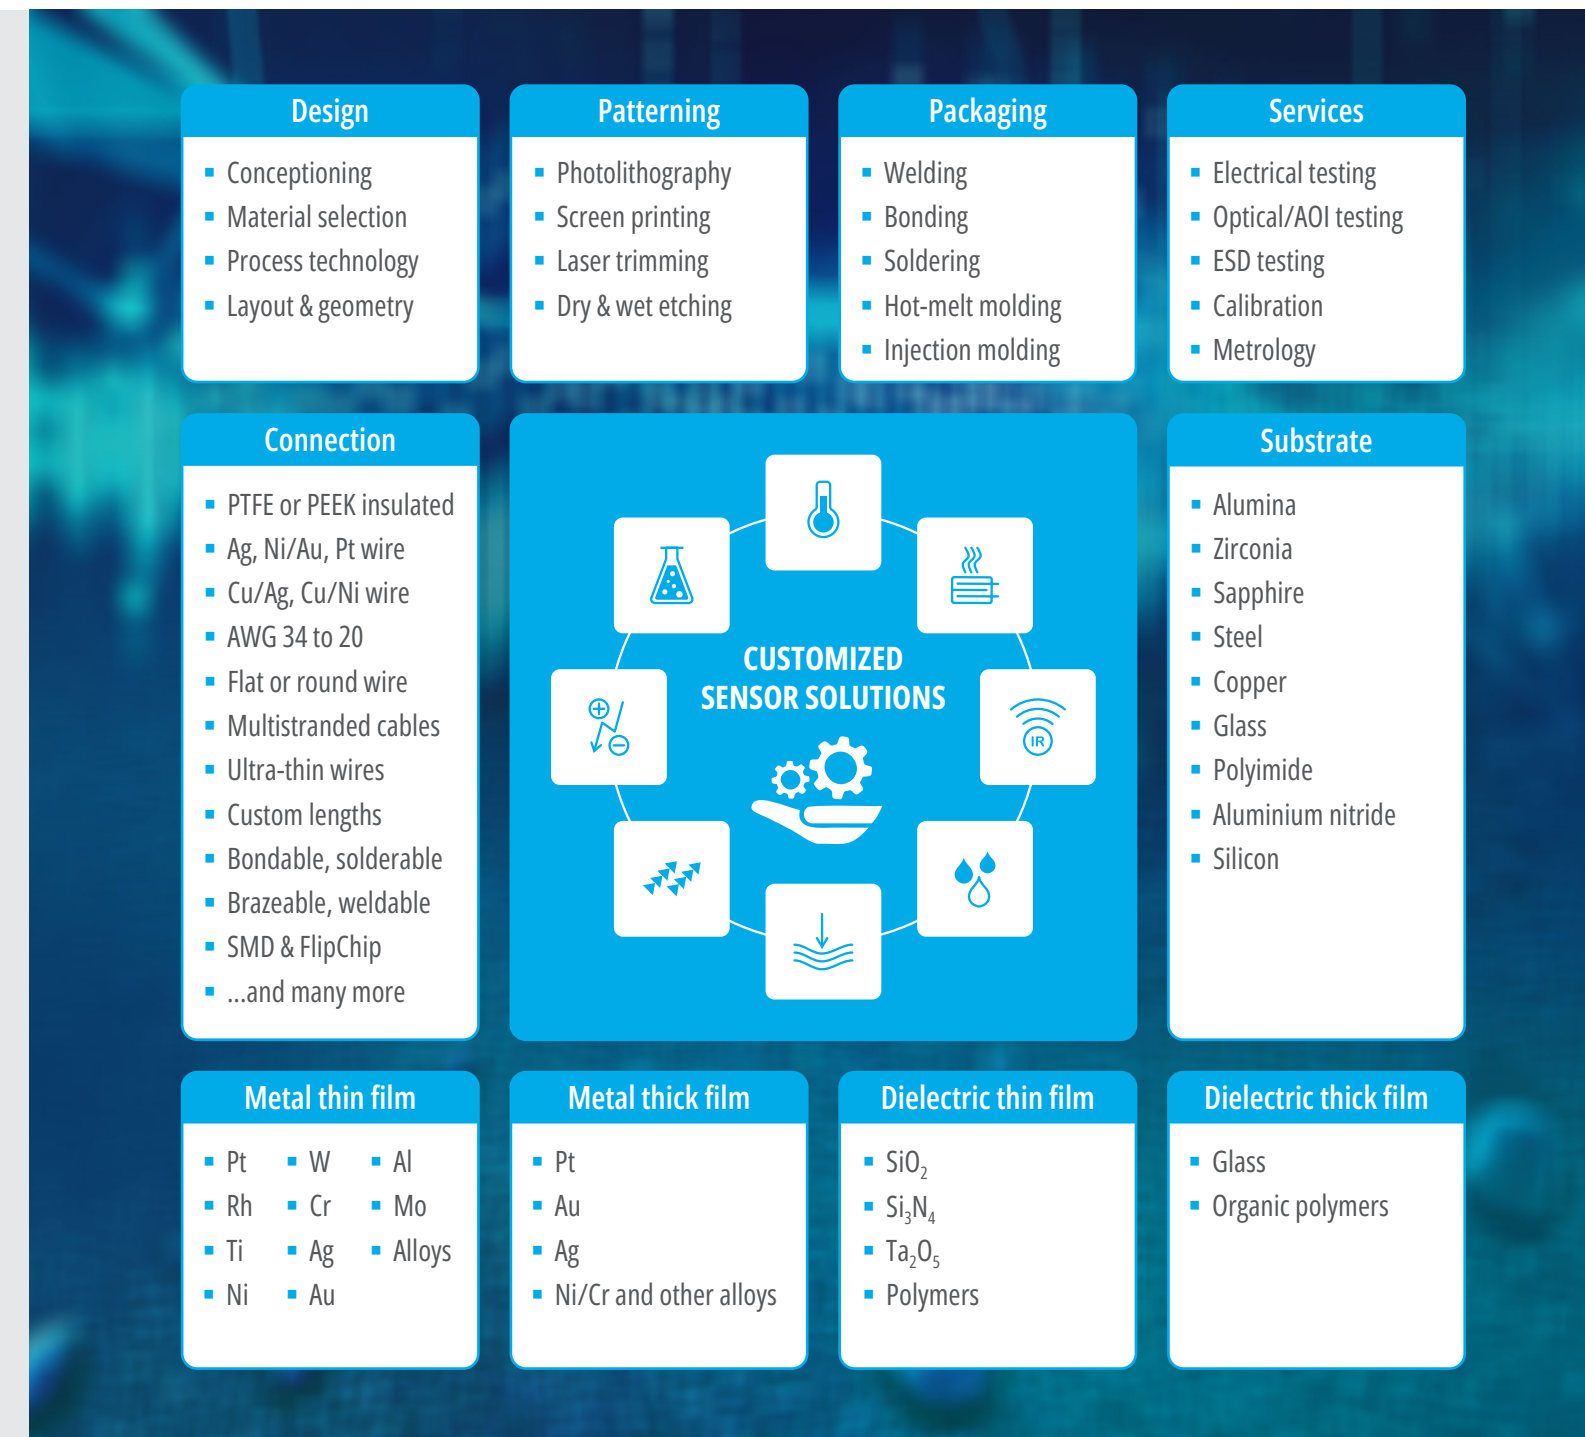 Design
Conceptioning
Material selection
Process technology
Layout & geometry
Patterning
Photolithography
Screen printing
Laser trimming
Dry & wet etching
Packaging
Welding
Bonding
Soldering
Hot-melt molding
Injection molding
Services
Electrical testing
Optical/AOI testing
ESD testing
Calibration
Metrology
Connection
PTFE or PEEK insulated
Ag, Ni/Au, Pt wire
Cu/Ag, Cu/Ni wire
AWG 34 to 20
Flat or round wire
Multistranded cables
Ultra-thin wires
Custom lengths
Bondable, solderable
Brazeable, weldable
SMD & FlipChip
...and many more
CUSTOMIZED
SENSOR SOLUTIONS
IR
Substrate
Alumina
Zirconia
Sapphire
Steel
Copper
Glass
Polyimide
Aluminium nitride
Silicon
Metal thin film
Pt W Al
Rh Cr Mo
Ti Ag Alloys
Ni Au
Metal thick film
Pt
Au
Ag
Ni/Cr and other alloys
Dielectric thin film
SiO₂
Si₃N₄
Ta₂O₅
Polymers
Dielectric thick film
Glass
Organic polymers